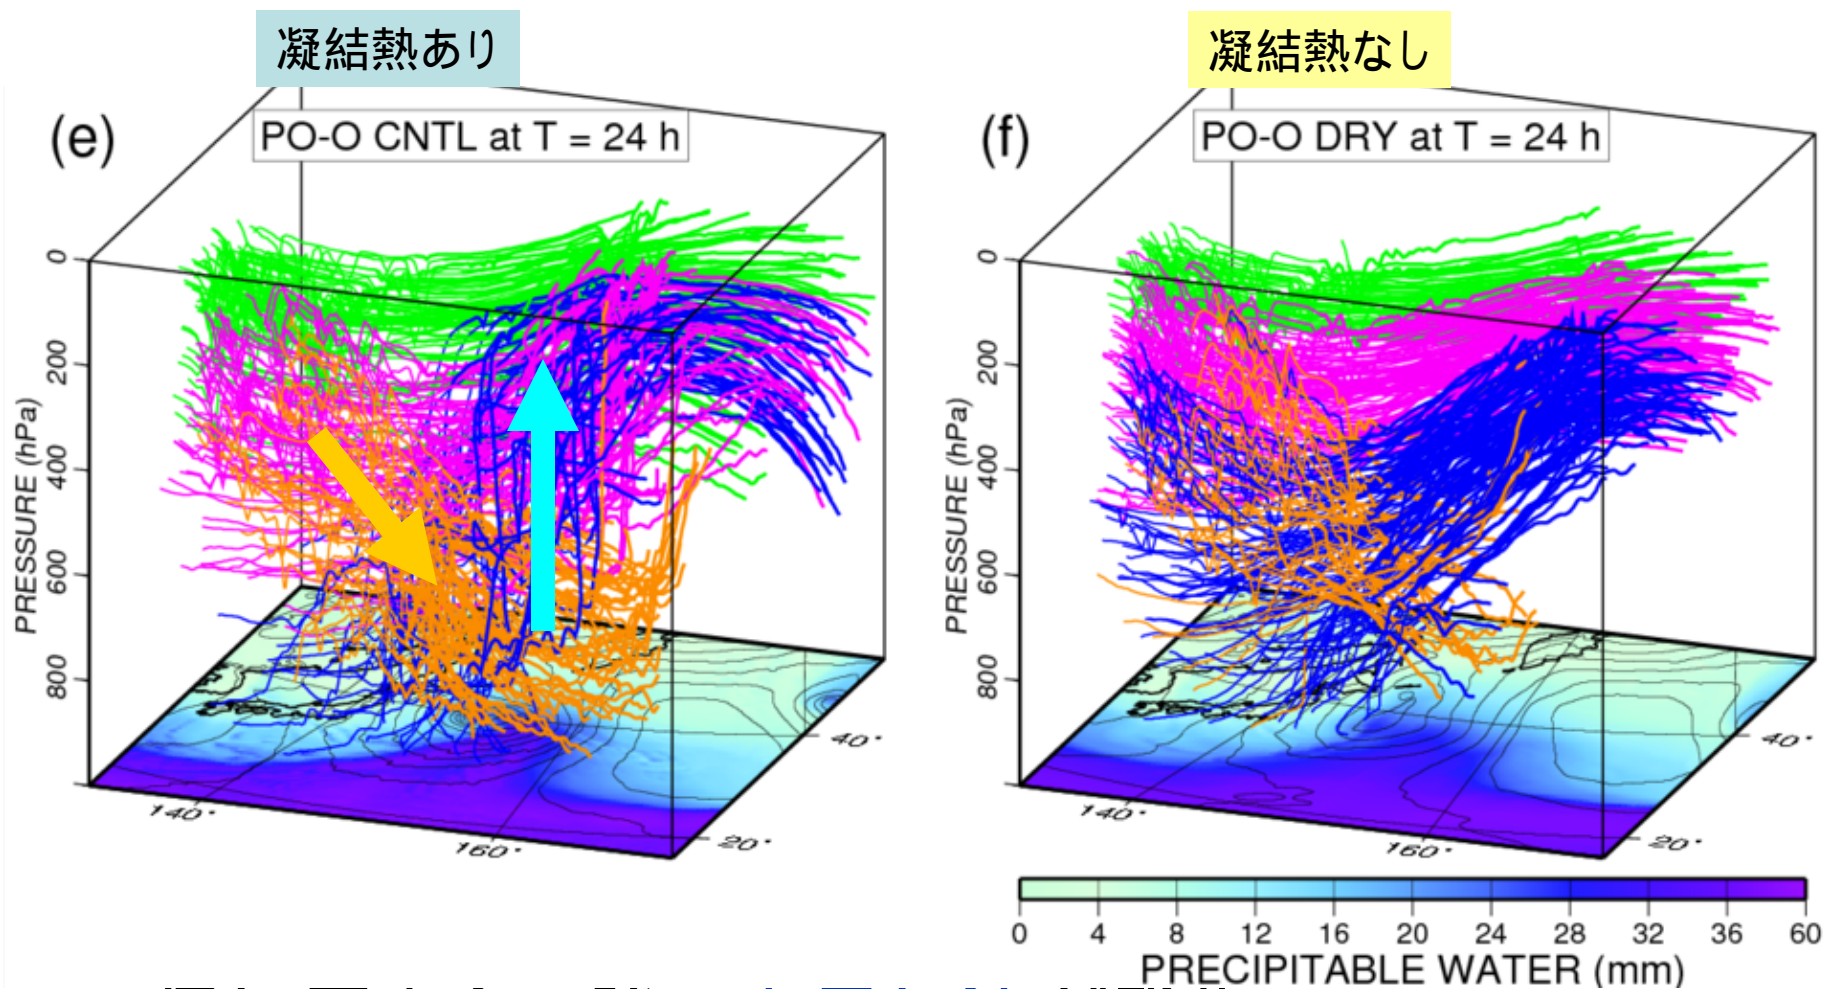 凝結熱あり
凝結熱なし
(e)
PO-O CNTL at T = 24 h
(f)
PO-O DRY at T = 24 h
PRESSURE (hPa)
0
200
400
600
800
140°
160°
20°
40°
PRESSURE (hPa)
0
200
400
600
800
140°
160°
20°
40°
0 4 8 12 16 20 24 28 32 36 60
PRECIPITABLE WATER (mm)